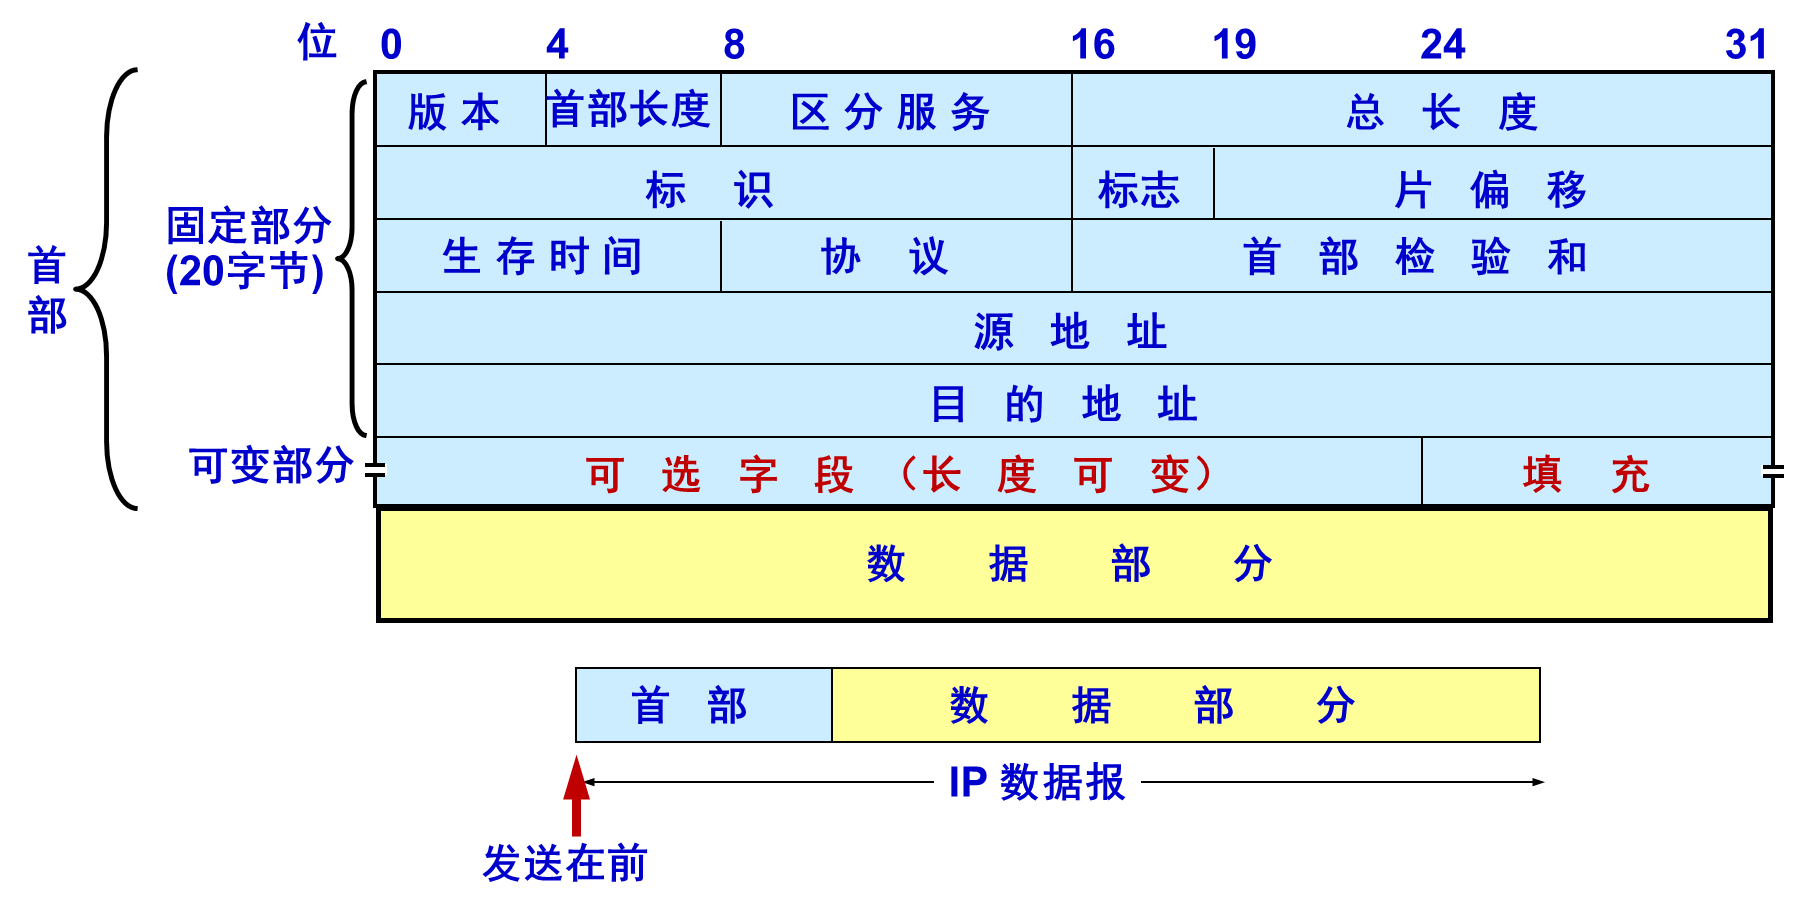 位 0 4 8 16 19 24 31
版 本 首部长度 区 分 服 务 总 长 度
标 识 标志 片 偏 移
固定部分
(20字节)
生 存 时 间 协 议 首 部 检 验 和
首
部
源 地 址
目 的 地 址
可变部分 可 选 字 段 （长 度 可 变） 填 充
数 据 部 分
首 部 数 据 部 分
IP 数据报
发送在前